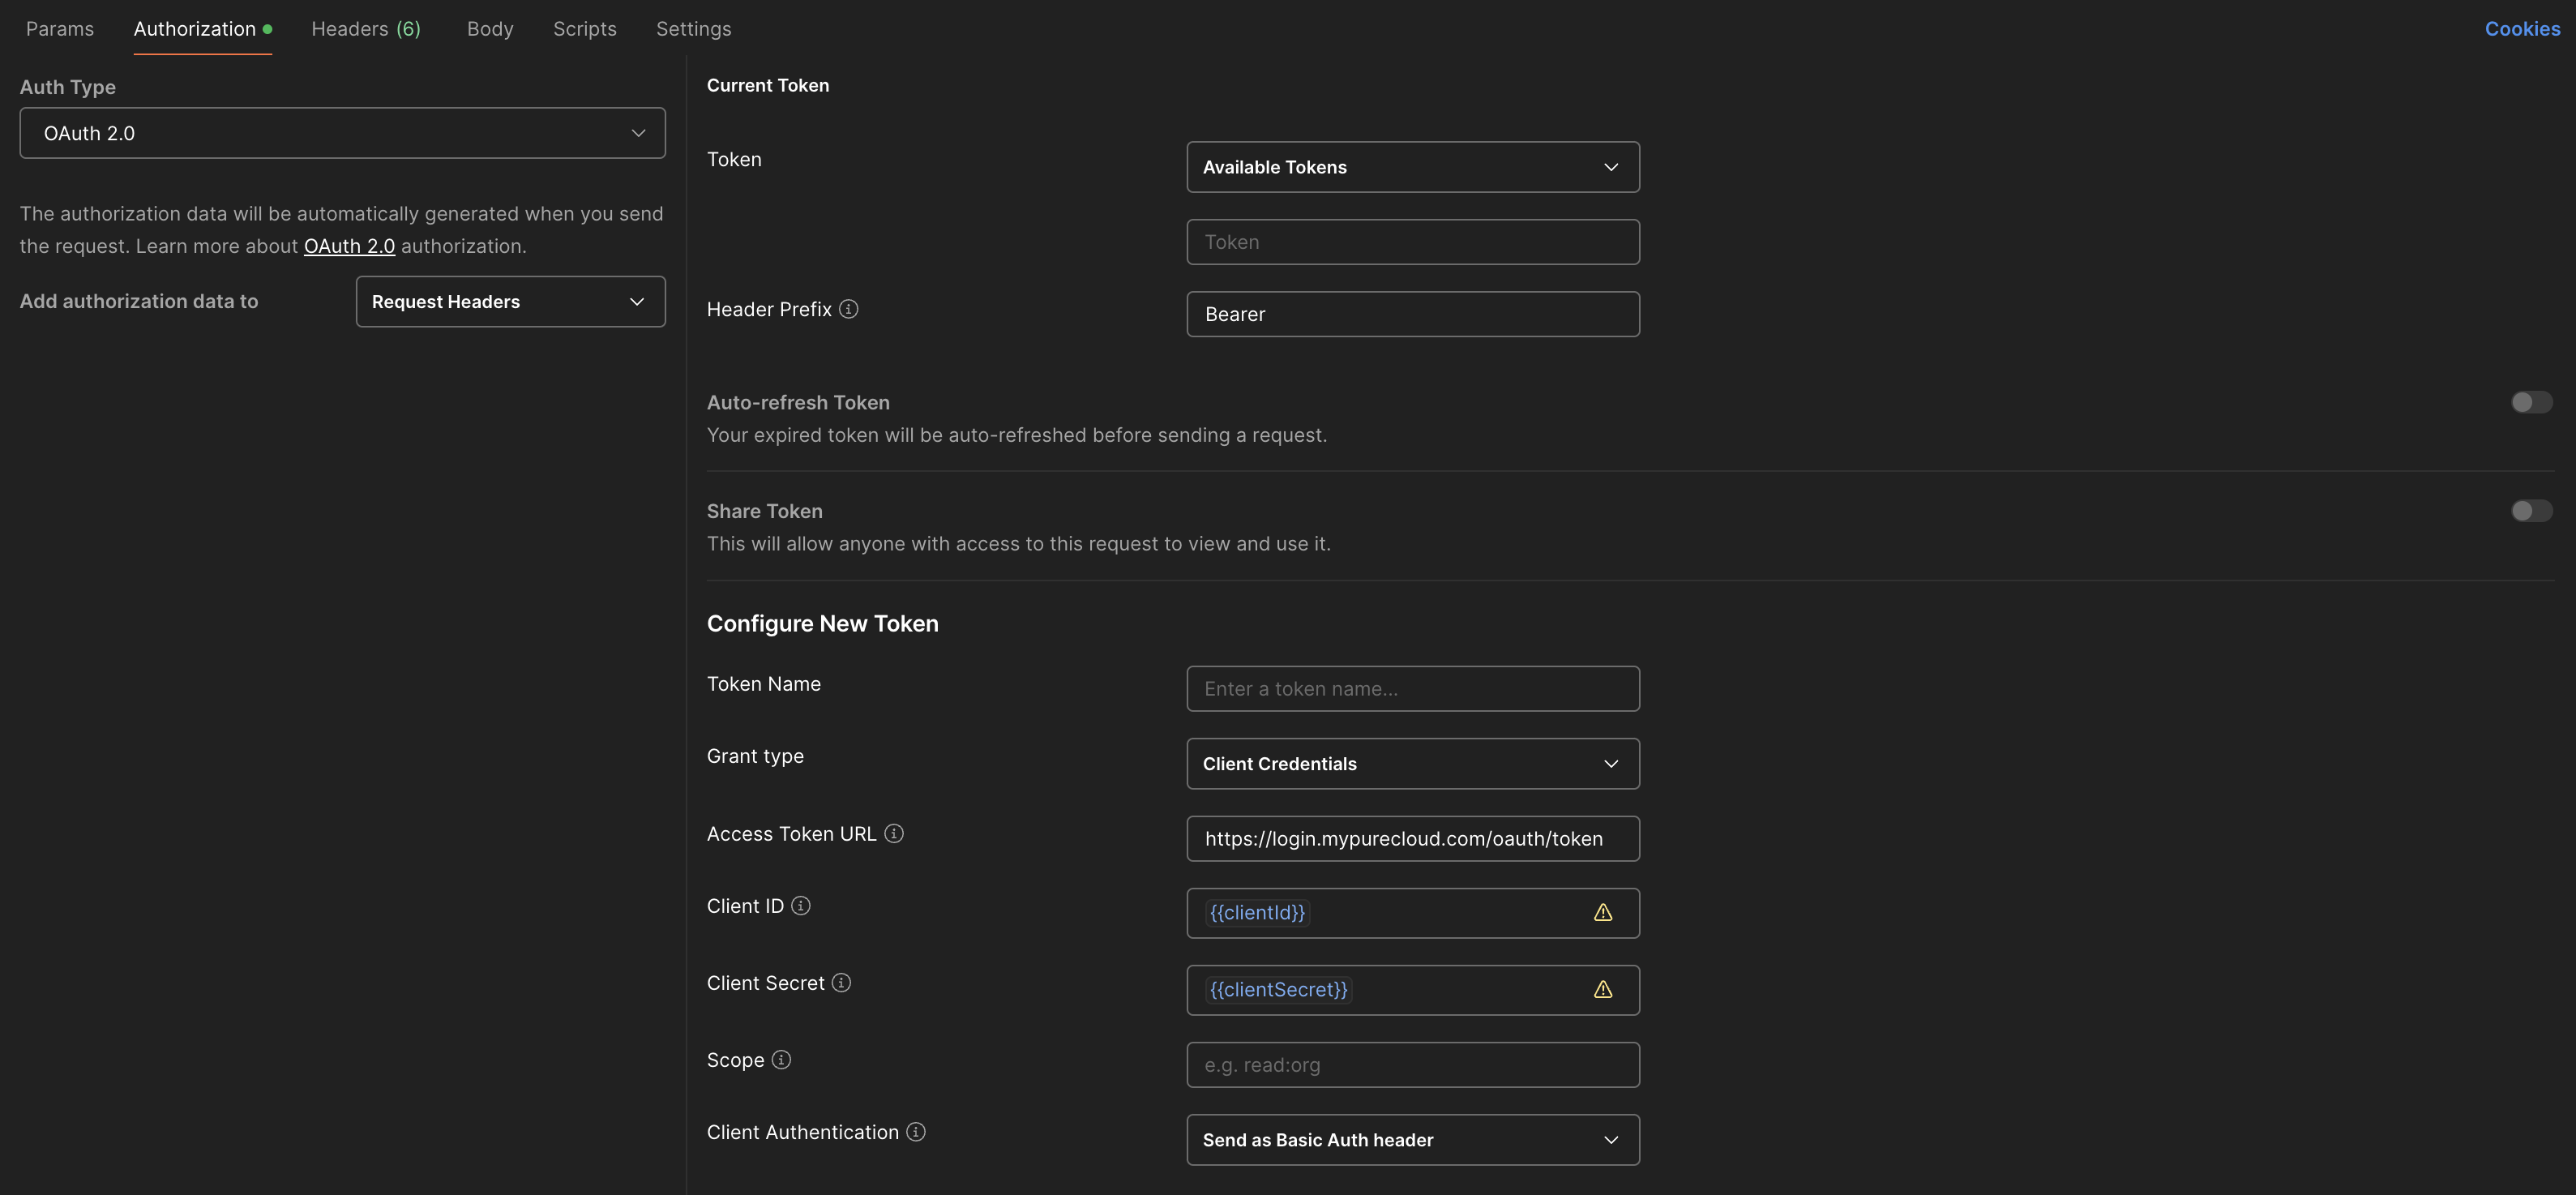 Params Authorization Headers (6) Body Scripts Settings Cookies
Auth Type
OAuth 2.0
The authorization data will be automatically generated when you send
the request. Learn more about OAuth 2.0 authorization.
Add authorization data to Request Headers
Current Token
Token Available Tokens
Token
Header Prefix Bearer
Auto-refresh Token
Your expired token will be auto-refreshed before sending a request.
Share Token
This will allow anyone with access to this request to view and use it.
Configure New Token
Token Name Enter a token name...
Grant type Client Credentials
Access Token URL https://login.mypurecloud.com/oauth/token
Client ID {{clientId}}
Client Secret {{clientSecret}}
Scope e.g. read:org
Client Authentication Send as Basic Auth header